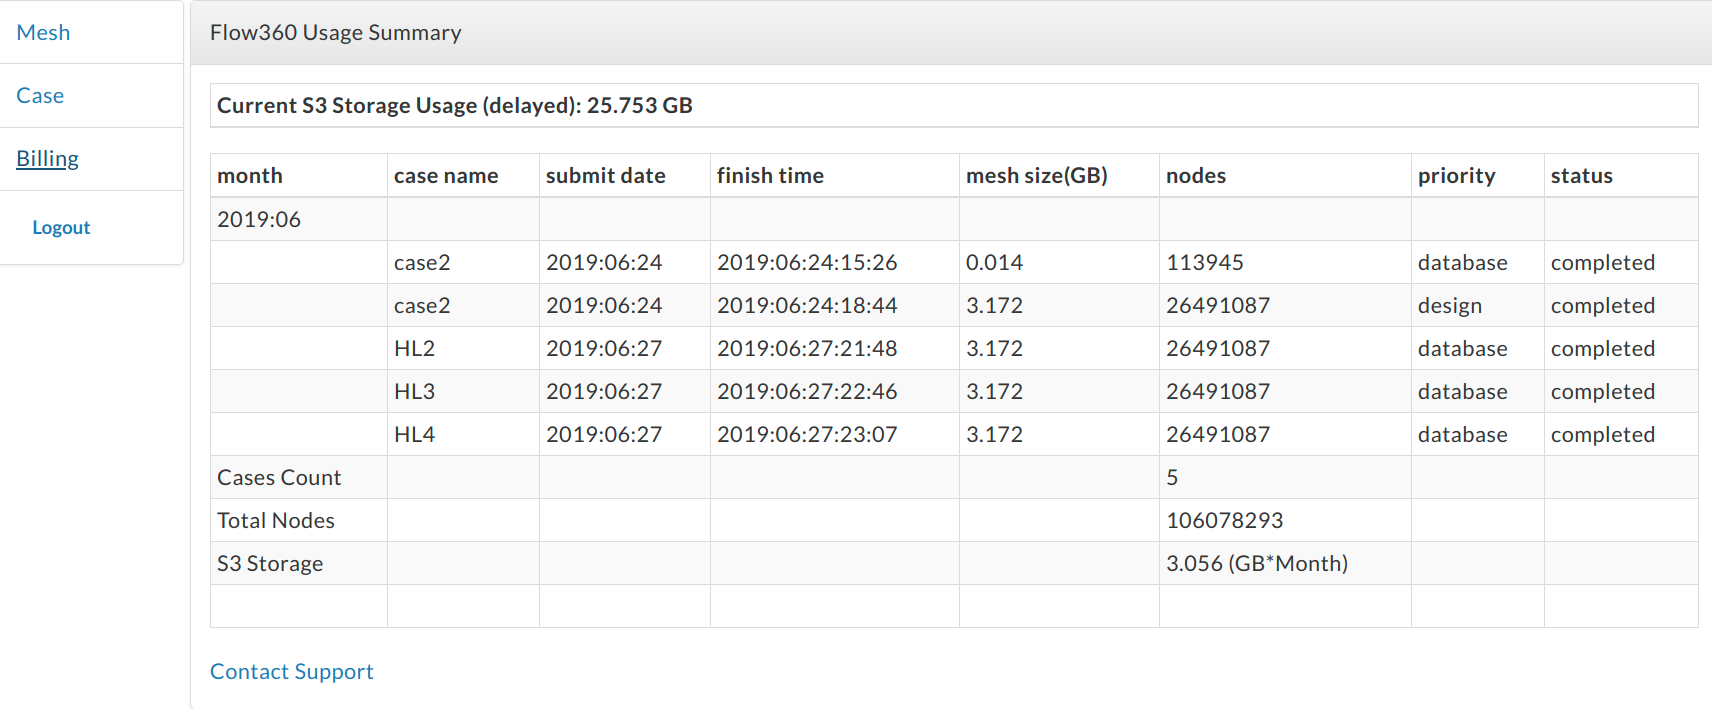 Mesh
Case
Billing
Logout
Flow360 Usage Summary
Current S3 Storage Usage (delayed): 25.753 GB
month case name submit date finish time mesh size(GB) nodes priority status
2019:06
case2 2019:06:24 2019:06:24:15:26 0.014 113945 database completed
case2 2019:06:24 2019:06:24:18:44 3.172 26491087 design completed
HL2 2019:06:27 2019:06:27:21:48 3.172 26491087 database completed
HL3 2019:06:27 2019:06:27:22:46 3.172 26491087 database completed
HL4 2019:06:27 2019:06:27:23:07 3.172 26491087 database completed
Cases Count 5
Total Nodes 106078293
S3 Storage 3.056 (GB*Month)
Contact Support